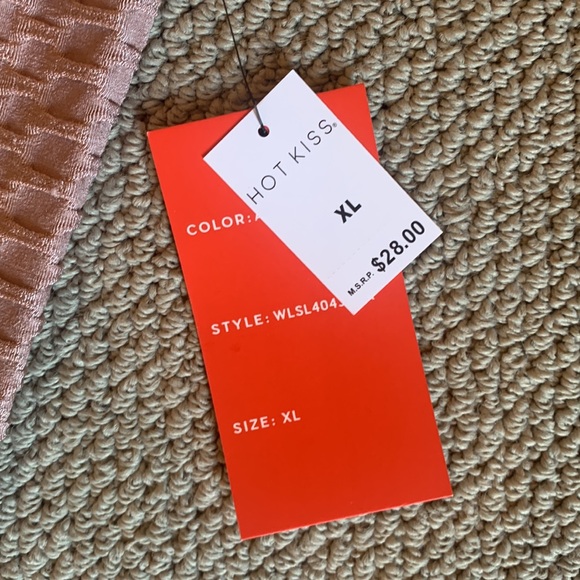 HOT KISS®
XL
M.S.R.P. $28.00
COLOR:
STYLE: WLSL404
SIZE: XL